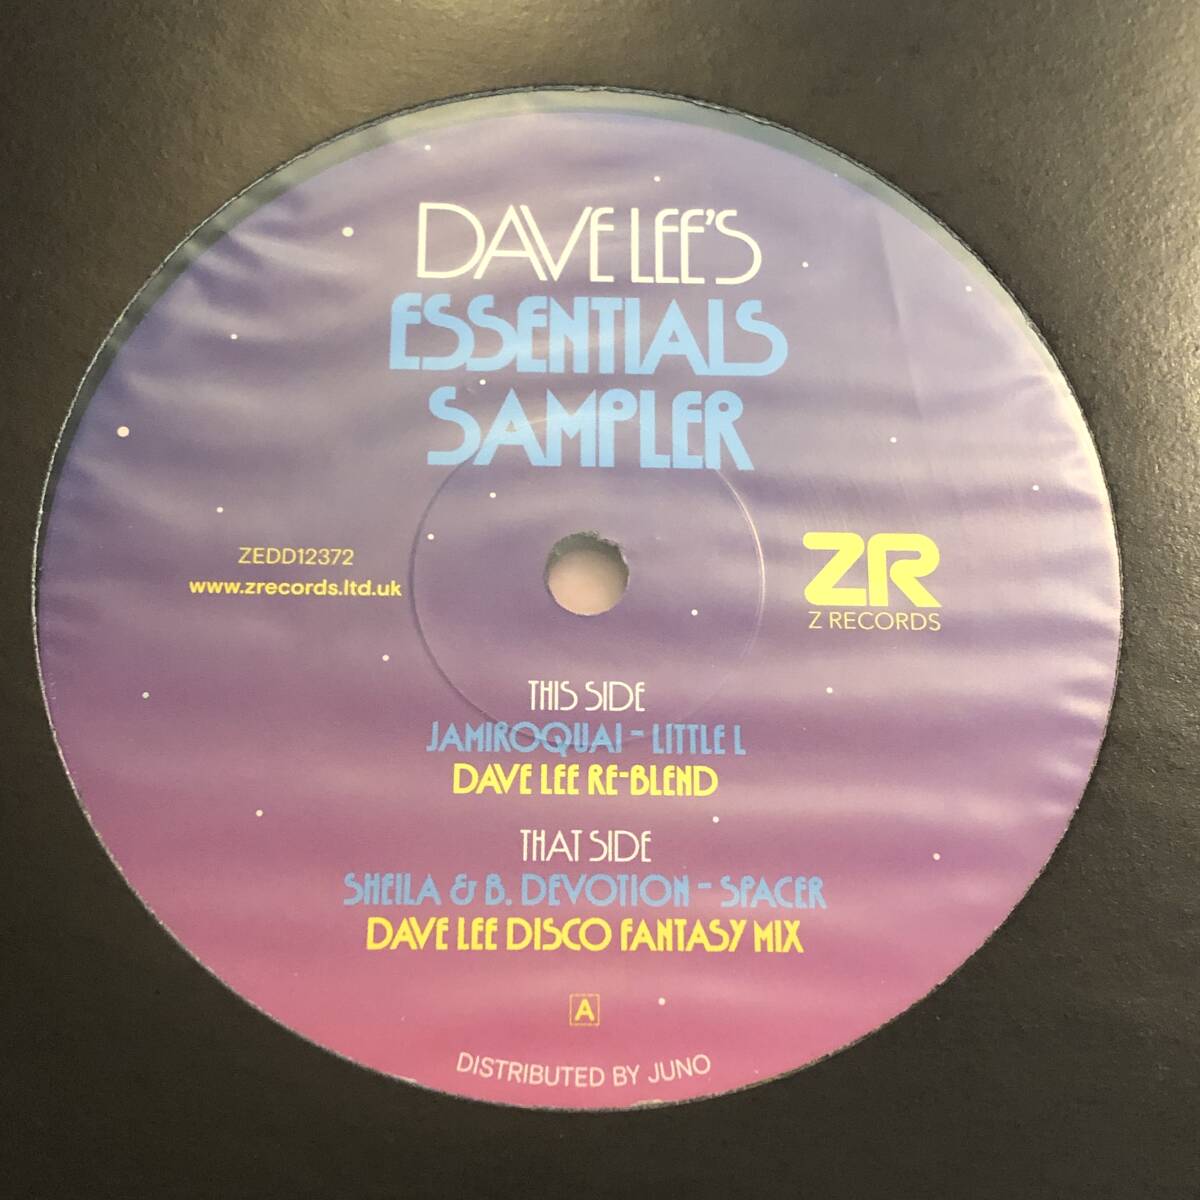 DAVE LEE'S
ESSENTIALS
SAMPLER
ZEDD12372
www.zrecords.ltd.uk
ZR
Z RECORDS
THIS SIDE
JAMIROQUAI - LITTLE L
DAVE LEE RE-BLEND
THAT SIDE
SHEILA & B. DEVOTION - SPACER
DAVE LEE DISCO FANTASY MIX
A
DISTRIBUTED BY JUNO